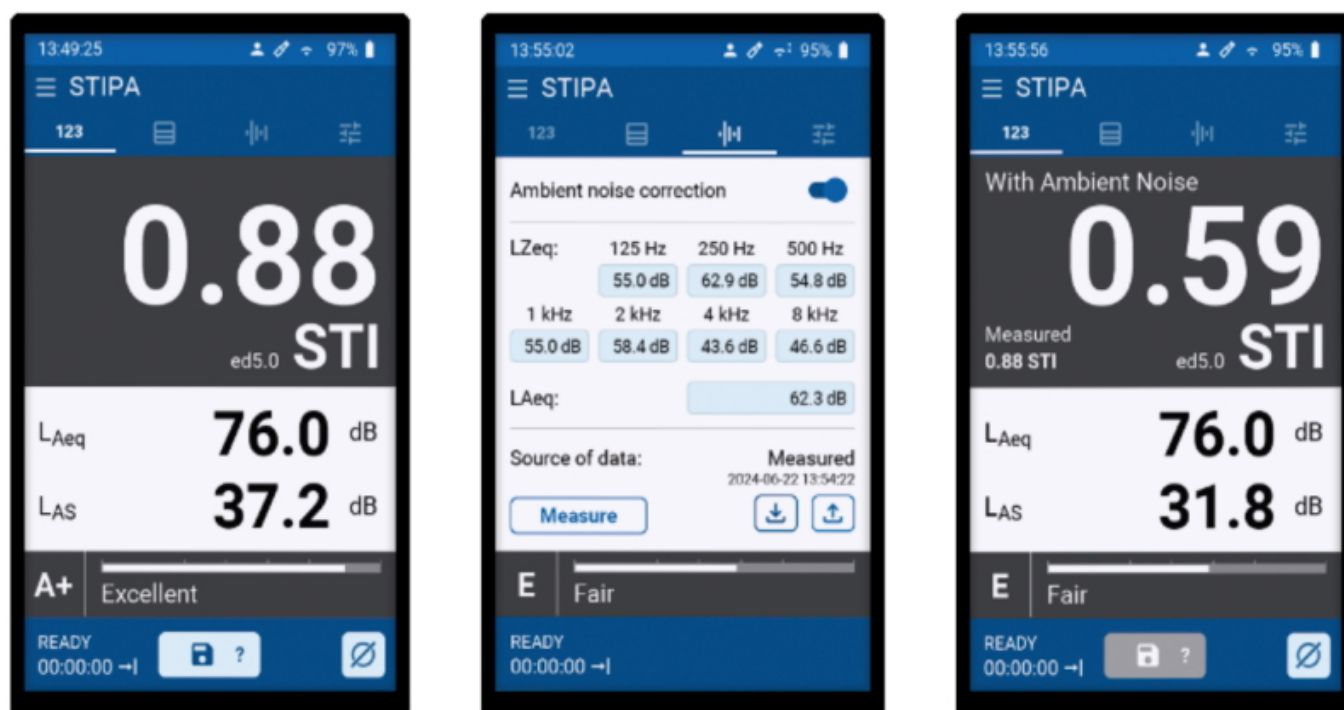 13:49:25 97%
STIPA
123
0.88
ed5.0 STI
LAeq 76.0 dB
LAS 37.2 dB
A+ Excellent
READY
00:00:00
?
13:55:02 95%
STIPA
123
Ambient noise correction
LZeq: 125 Hz 250 Hz 500 Hz
55.0 dB 62.9 dB 54.8 dB
1 kHz 2 kHz 4 kHz 8 kHz
55.0 dB 58.4 dB 43.6 dB 46.6 dB
LAeq: 62.3 dB
Source of data: Measured
2024-06-22 13:54:22
Measure
E Fair
READY
00:00:00
13:55:56 95%
STIPA
123
With Ambient Noise
0.59
Measured
0.88 STI ed5.0 STI
LAeq 76.0 dB
LAS 31.8 dB
E Fair
READY
00:00:00
?